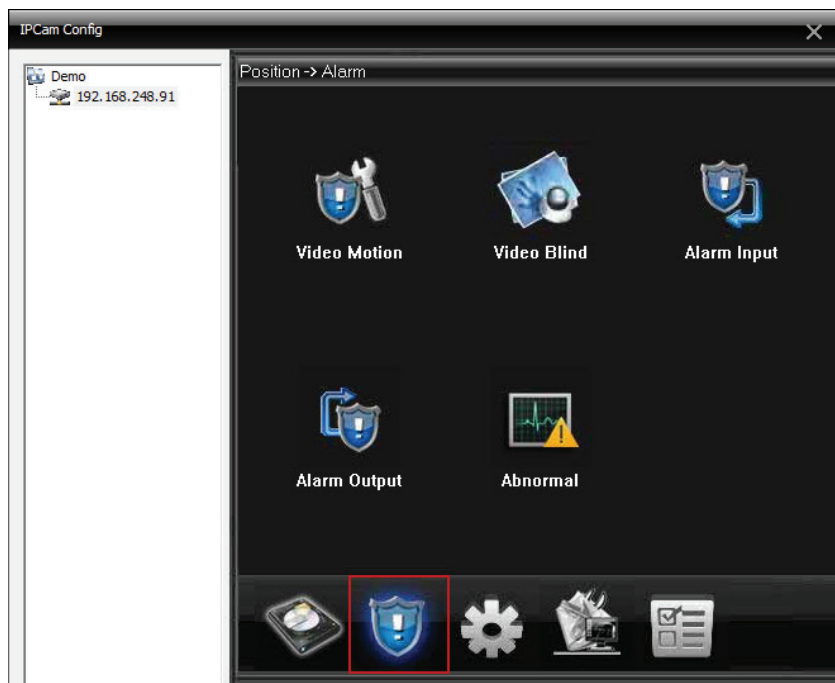 IPCam Config
Demo
192.168.248.91
Position -> Alarm
Video Motion
Video Blind
Alarm Input
Alarm Output
Abnormal